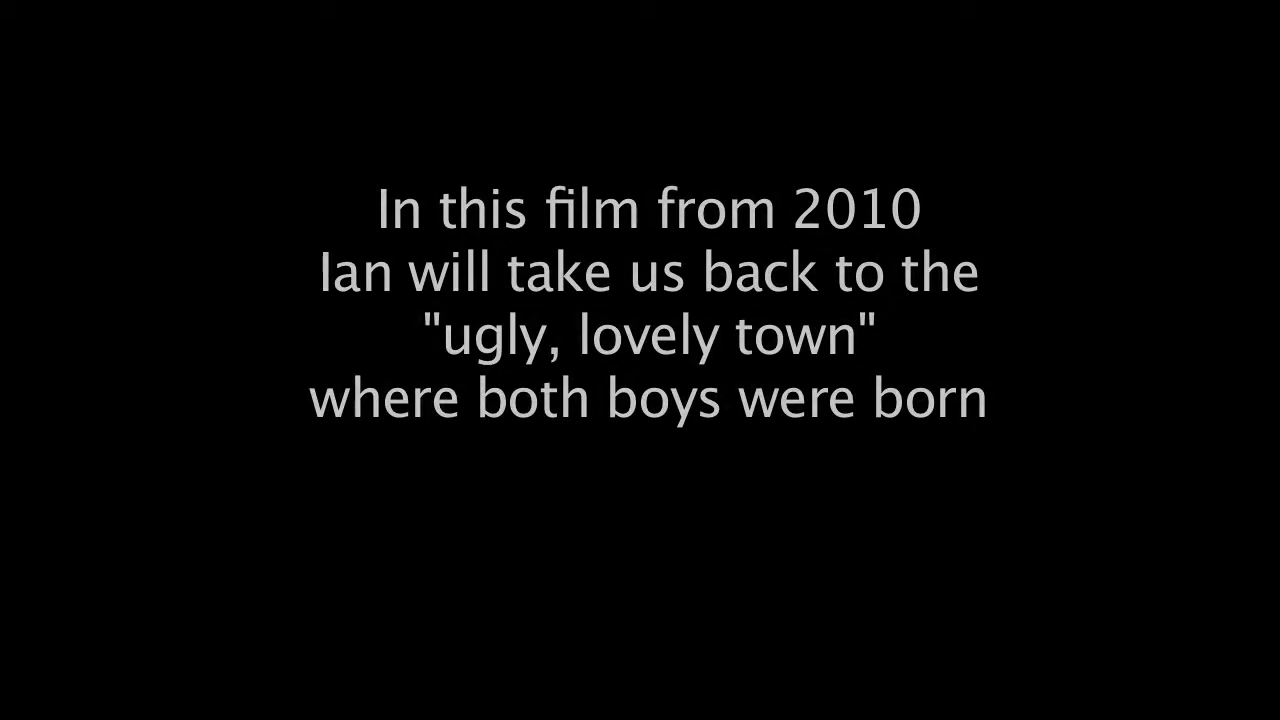 In this film from 2010
Ian will take us back to the
"ugly, lovely town"
where both boys were born